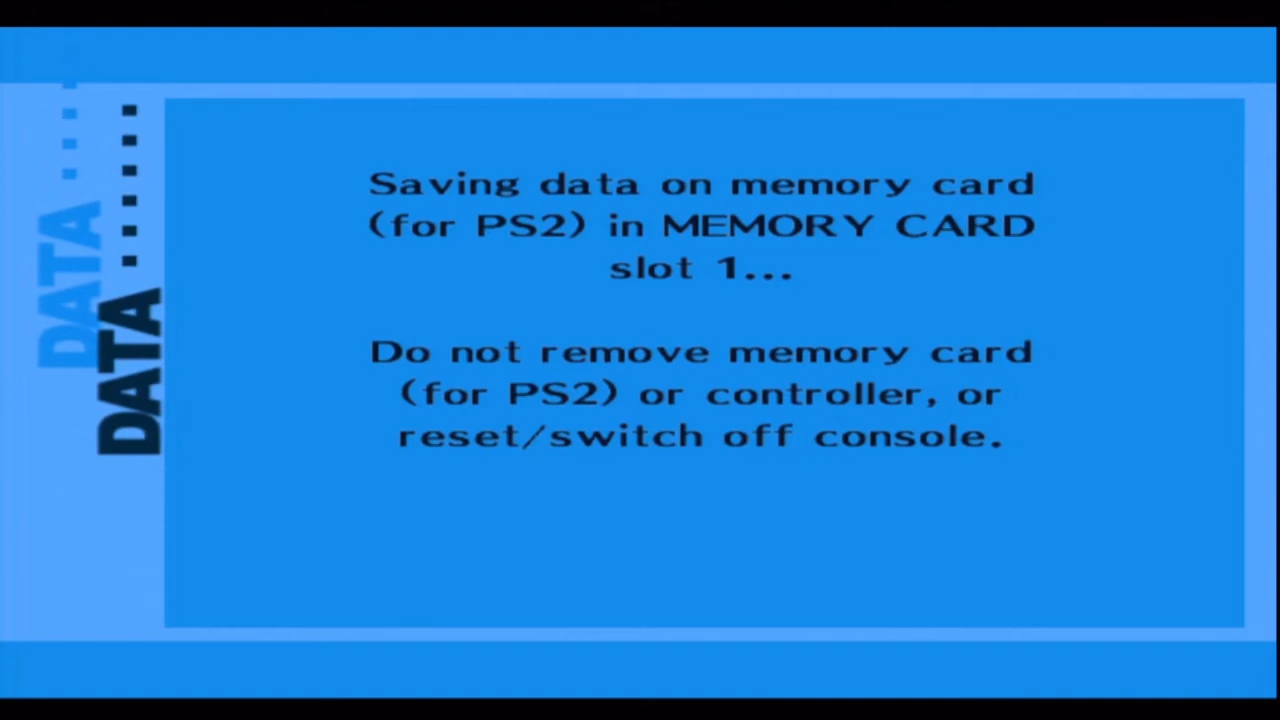 DATA ......
DATA ....
Saving data on memory card
(for PS2) in MEMORY CARD
slot 1...
Do not remove memory card
(for PS2) or controller, or
reset/switch off console.